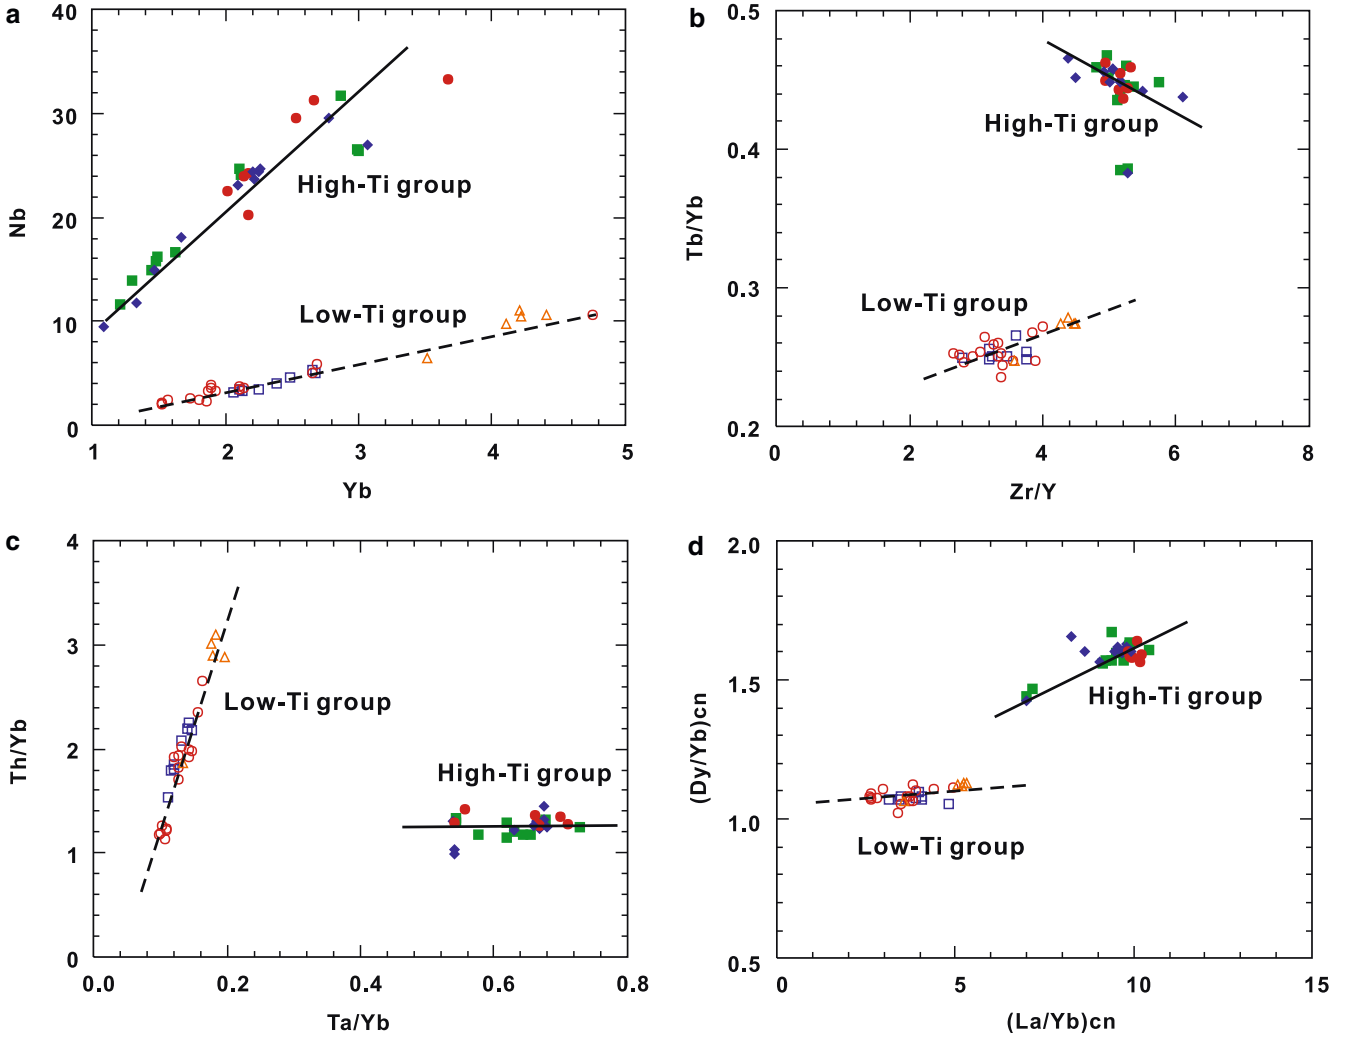 a
40
30
20
10
0
Nb
High-Ti group
Low-Ti group
1 2 3 4 5
Yb
b
0.5
0.4
0.3
0.2
Tb/Yb
High-Ti group
Low-Ti group
0 2 4 6 8
Zr/Y
c
4
3
2
1
0
Th/Yb
Low-Ti group
High-Ti group
0.0 0.2 0.4 0.6 0.8
Ta/Yb
d
2.0
1.5
1.0
0.5
(Dy/Yb)cn
High-Ti group
Low-Ti group
0 5 10 15
(La/Yb)cn